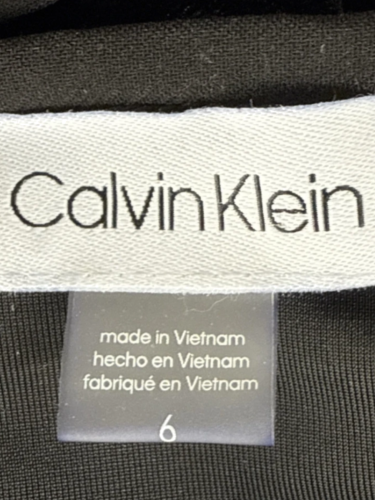 Calvin Klein
made in Vietnam
hecho en Vietnam
fabriqué en Vietnam
6